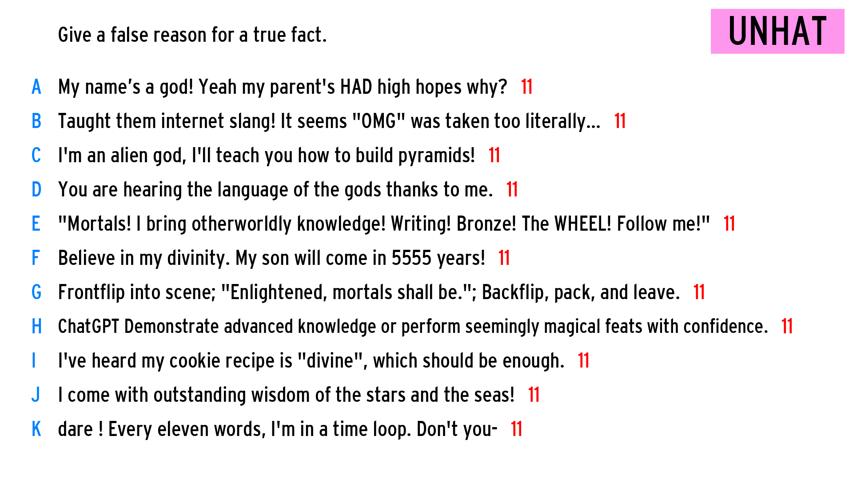 Give a false reason for a true fact.
UNHAT
A My name's a god! Yeah my parent's HAD high hopes why? 11
B Taught them internet slang! It seems "OMG" was taken too literally... 11
C I'm an alien god, I'll teach you how to build pyramids! 11
D You are hearing the language of the gods thanks to me. 11
E "Mortals! I bring otherworldly knowledge! Writing! Bronze! The WHEEL! Follow me!" 11
F Believe in my divinity. My son will come in 5555 years! 11
G Frontflip into scene; "Enlightened, mortals shall be."; Backflip, pack, and leave. 11
H ChatGPT Demonstrate advanced knowledge or perform seemingly magical feats with confidence. 11
I I've heard my cookie recipe is "divine", which should be enough. 11
J I come with outstanding wisdom of the stars and the seas! 11
K dare ! Every eleven words, I'm in a time loop. Don't you- 11